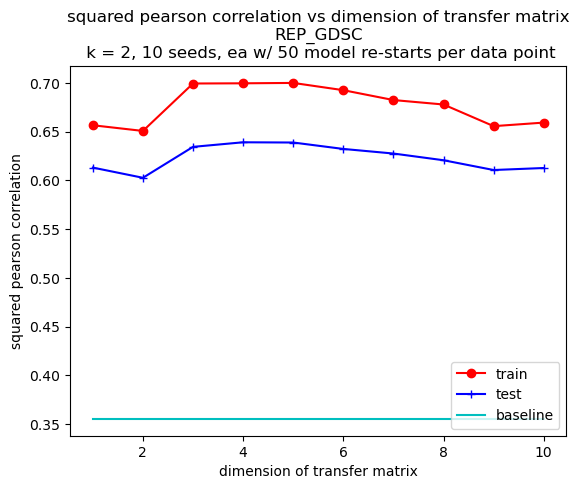 squared pearson correlation vs dimension of transfer matrix
REP_GDSC
k = 2, 10 seeds, ea w/ 50 model re-starts per data point
squared pearson correlation
0.70
0.65
0.60
0.55
0.50
0.45
0.40
0.35
train
test
baseline
2
4
6
8
10
dimension of transfer matrix